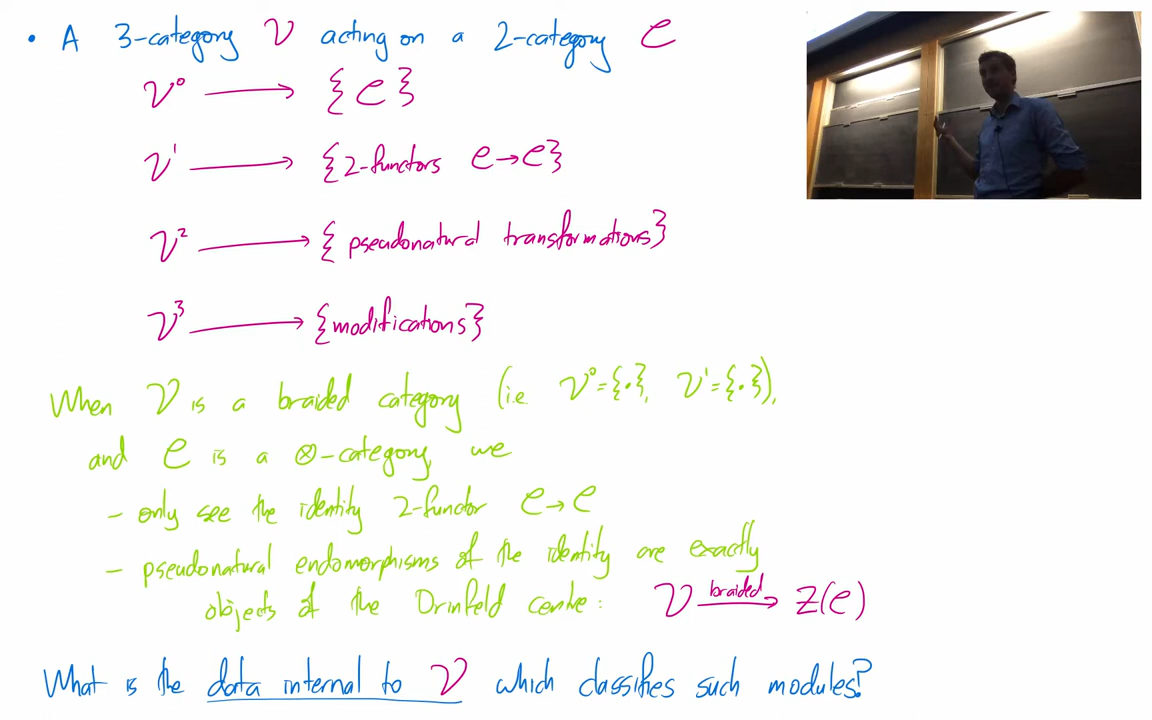 • A 3-category V acting on a 2-category C
V⁰ → {C}
V¹ → {2-functors C→C}
V² → {pseudonatural transformations}
V³ → {modifications}
When V is a braided category (i.e V⁰={•}, V¹={•}),
and C is a ⊗-category, we
- only see the identity 2-functor C→C
- pseudonatural endomorphisms of the identity are exactly
objects of the Drinfeld centre: V braided→ Z(C)
What is the data internal to V which classifies such modules?